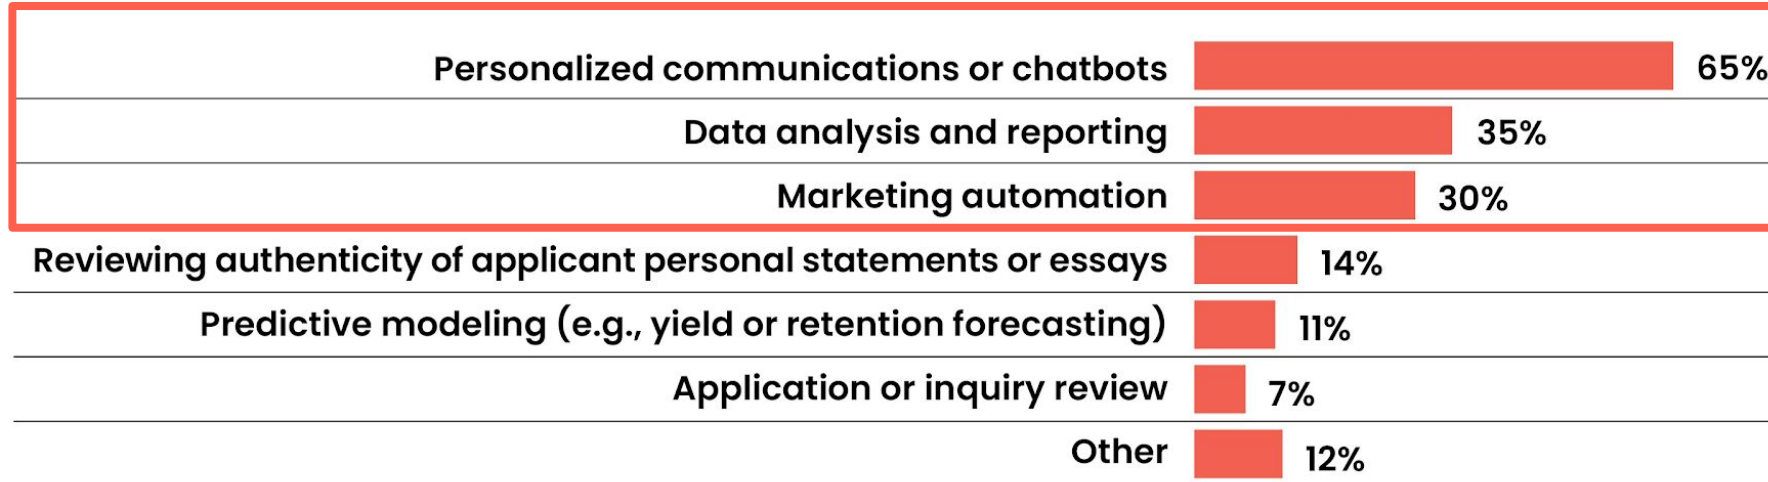 Personalized communications or chatbots 65%
Data analysis and reporting 35%
Marketing automation 30%
Reviewing authenticity of applicant personal statements or essays 14%
Predictive modeling (e.g., yield or retention forecasting) 11%
Application or inquiry review 7%
Other 12%